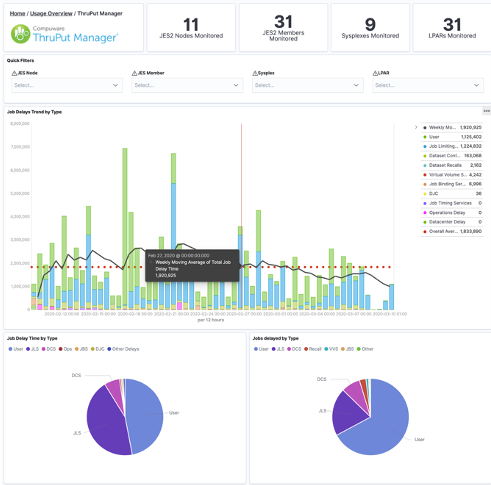 Home / Usage Overview / ThruPut Manager
Compuware
ThruPut Manager
11
JES2 Nodes Monitored
31
JES2 Members
Monitored
9
Sysplexes Monitored
31
LPARs Monitored
Quick Filters
JES Node
JES Member
Sysplex
LPAR
Select...
Select...
Select...
Select...
Job Delays Trend by Type
8,000,000
7,000,000
6,000,000
5,000,000
4,000,000
3,000,000
2,000,000
1,000,000
0
per 12 hours
Feb 27, 2020 @ 00:00:00.000
Weekly Moving Average of Total Job
Delay Time
1,920,925
Weekly Mo... 1,920,925
User 1,125,402
Job Limiting... 1,224,832
Dataset Cont...
Dataset Recalls 2,162
Virtual Volume S... 4,242
Job Binding Ser... 6,996
DJC 36
Job Timing Services 0
Operations Delay 0
Datacenter Delay 0
Overall Aver... 1,833,890
Job Delay Time by Type
User JLS DCS Ops JBS DJC Other Delays
DCS
User
JLS
Jobs delayed by Type
User JLS DCS Recall VVS JBS Other
DCS
JLS
User